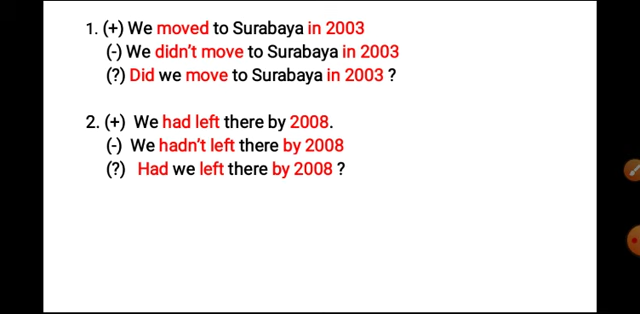 1. (+) We moved to Surabaya in 2003
(-) We didn't move to Surabaya in 2003
(?) Did we move to Surabaya in 2003 ?
2. (+) We had left there by 2008.
(-) We hadn't left there by 2008
(?) Had we left there by 2008 ?